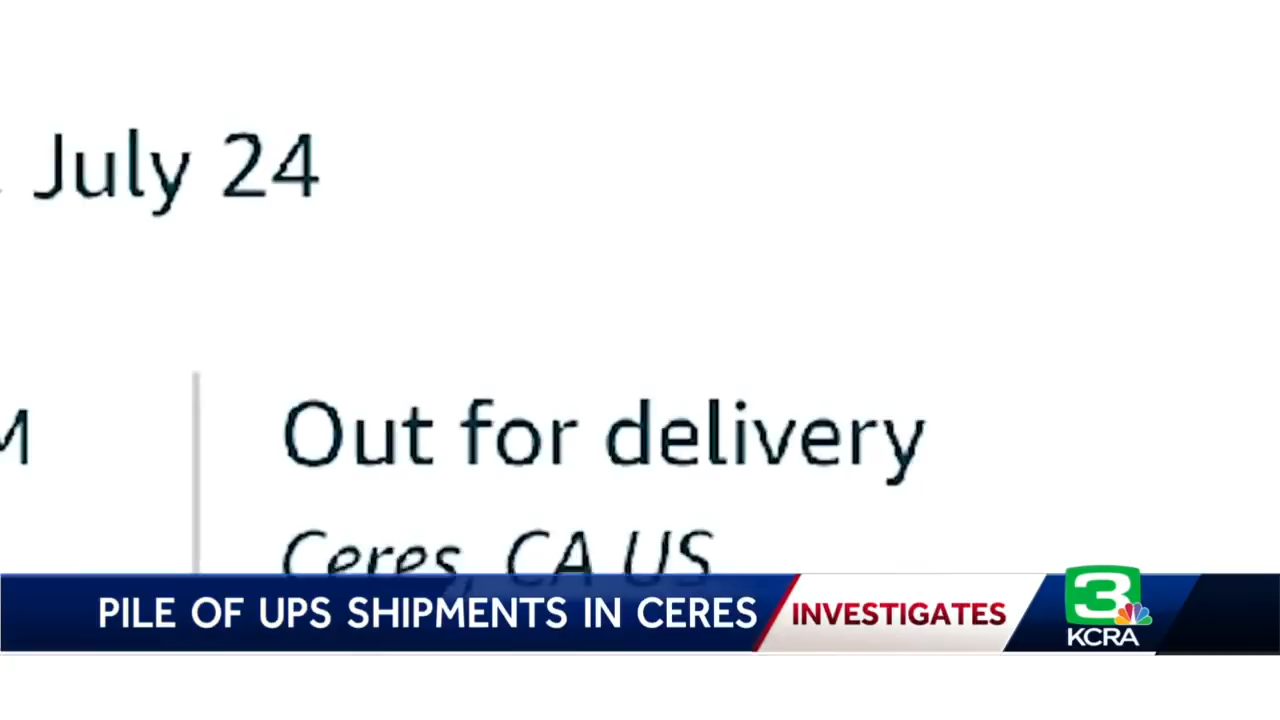 July 24
M
Out for delivery
Ceres, CA US
PILE OF UPS SHIPMENTS IN CERES
INVESTIGATES
3
KCRA